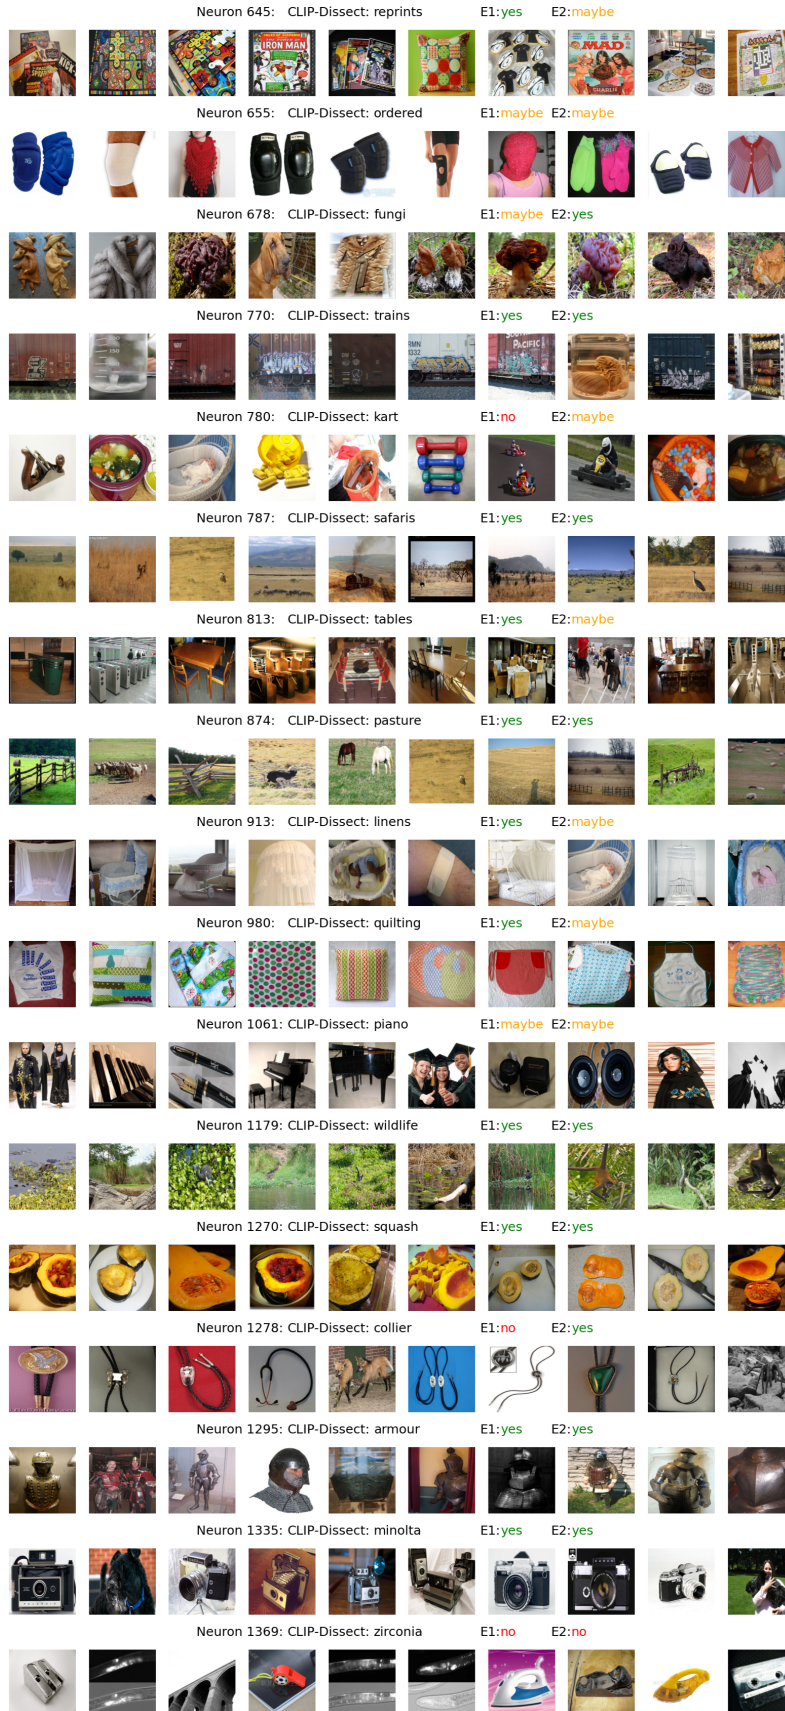 Neuron 645: CLIP-Dissect: reprints E1:yes E2:maybe
IRON MAN
MAD
Neuron 655: CLIP-Dissect: ordered E1:maybe E2:maybe
Neuron 678: CLIP-Dissect: fungi E1:maybe E2:yes
Neuron 770: CLIP-Dissect: trains E1:yes E2:yes
PACIFIC
Neuron 780: CLIP-Dissect: kart E1:no E2:maybe
Neuron 787: CLIP-Dissect: safaris E1:yes E2:yes
Neuron 813: CLIP-Dissect: tables E1:yes E2:maybe
Neuron 874: CLIP-Dissect: pasture E1:yes E2:yes
Neuron 913: CLIP-Dissect: linens E1:yes E2:maybe
Neuron 980: CLIP-Dissect: quilting E1:yes E2:maybe
Neuron 1061: CLIP-Dissect: piano E1:maybe E2:maybe
Neuron 1179: CLIP-Dissect: wildlife E1:yes E2:yes
Neuron 1270: CLIP-Dissect: squash E1:yes E2:yes
Neuron 1278: CLIP-Dissect: collier E1:no E2:yes
Neuron 1295: CLIP-Dissect: armour E1:yes E2:yes
Neuron 1335: CLIP-Dissect: minolta E1:yes E2:yes
Neuron 1369: CLIP-Dissect: zirconia E1:no E2:no